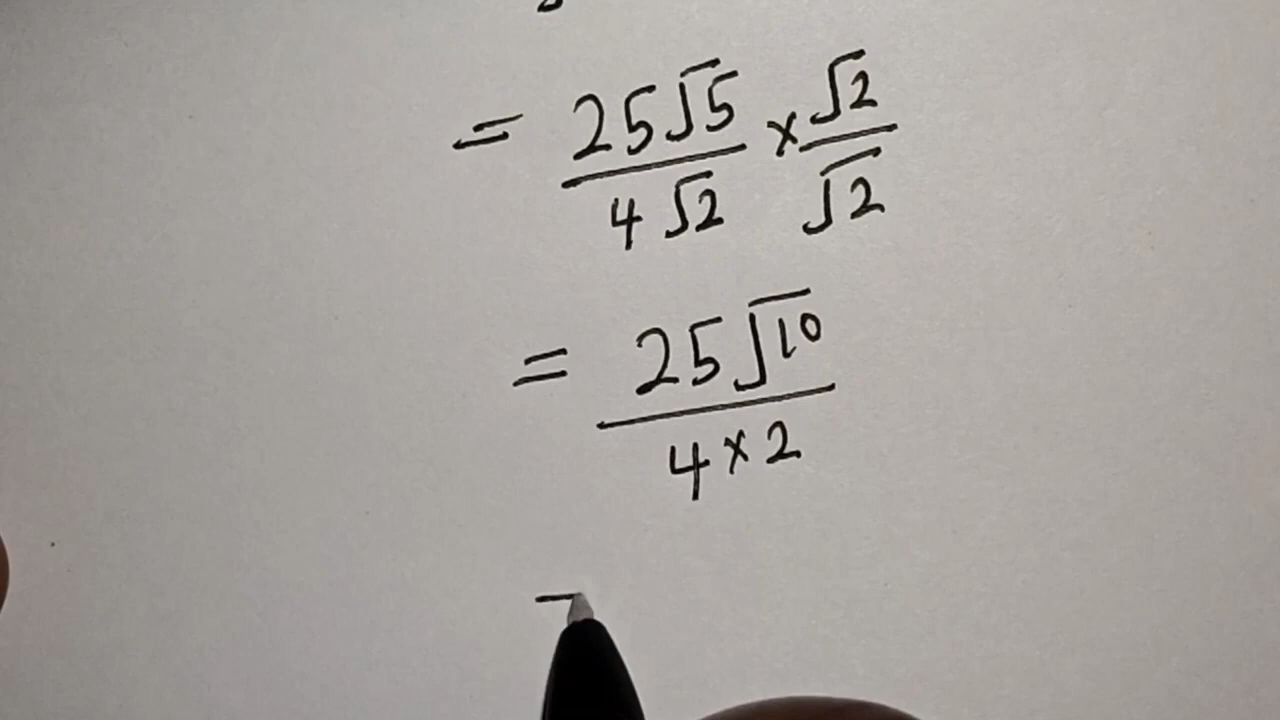 = 25√5 / 4√2 × √2 / √2
= 25√10 / 4×2